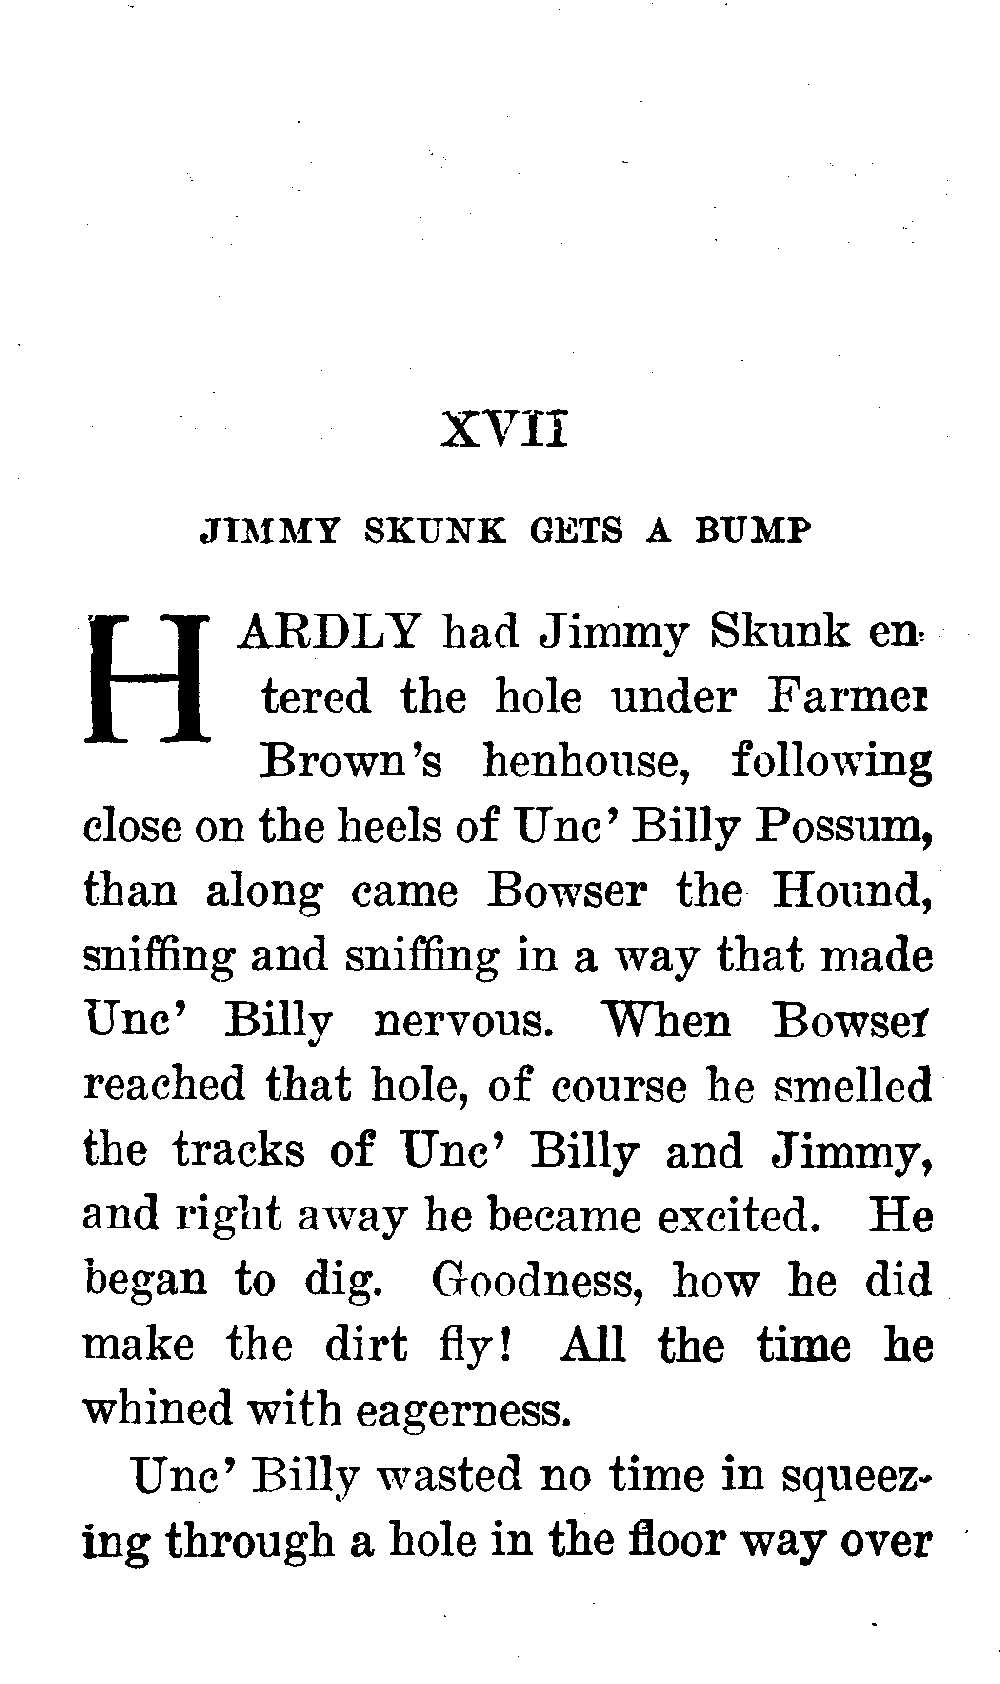 XVII
JIMMY SKUNK GETS A BUMP
HARDLY had Jimmy Skunk en-
tered the hole under Farmer
Brown's henhouse, following
close on the heels of Unc' Billy Possum,
than along came Bowser the Hound,
sniffing and sniffing in a way that made
Unc' Billy nervous. When Bowser
reached that hole, of course he smelled
the tracks of Unc' Billy and Jimmy,
and right away he became excited. He
began to dig. Goodness, how he did
make the dirt fly! All the time he
whined with eagerness.
Unc' Billy wasted no time in squeez-
ing through a hole in the floor way over